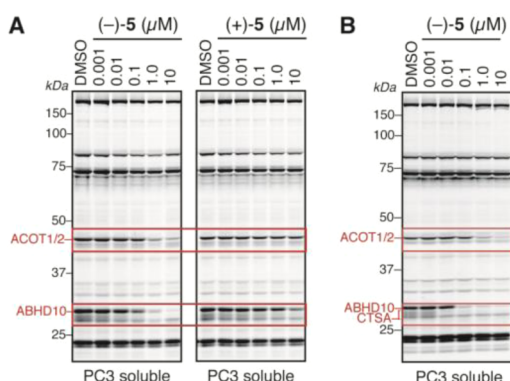 A
(–)-5 (µM)
(+)-5 (µM)
DMSO
0.001
0.01
0.1
1.0
10
DMSO
0.001
0.01
0.1
1.0
10
kDa
150
100
75
50
ACOT1/2
37
ABHD10
25
PC3 soluble
PC3 soluble
B
(–)-5 (µM)
DMSO
0.001
0.01
0.1
1.0
10
kDa
150
100
75
50
ACOT1/2
37
ABHD10
CTSA
25
PC3 soluble